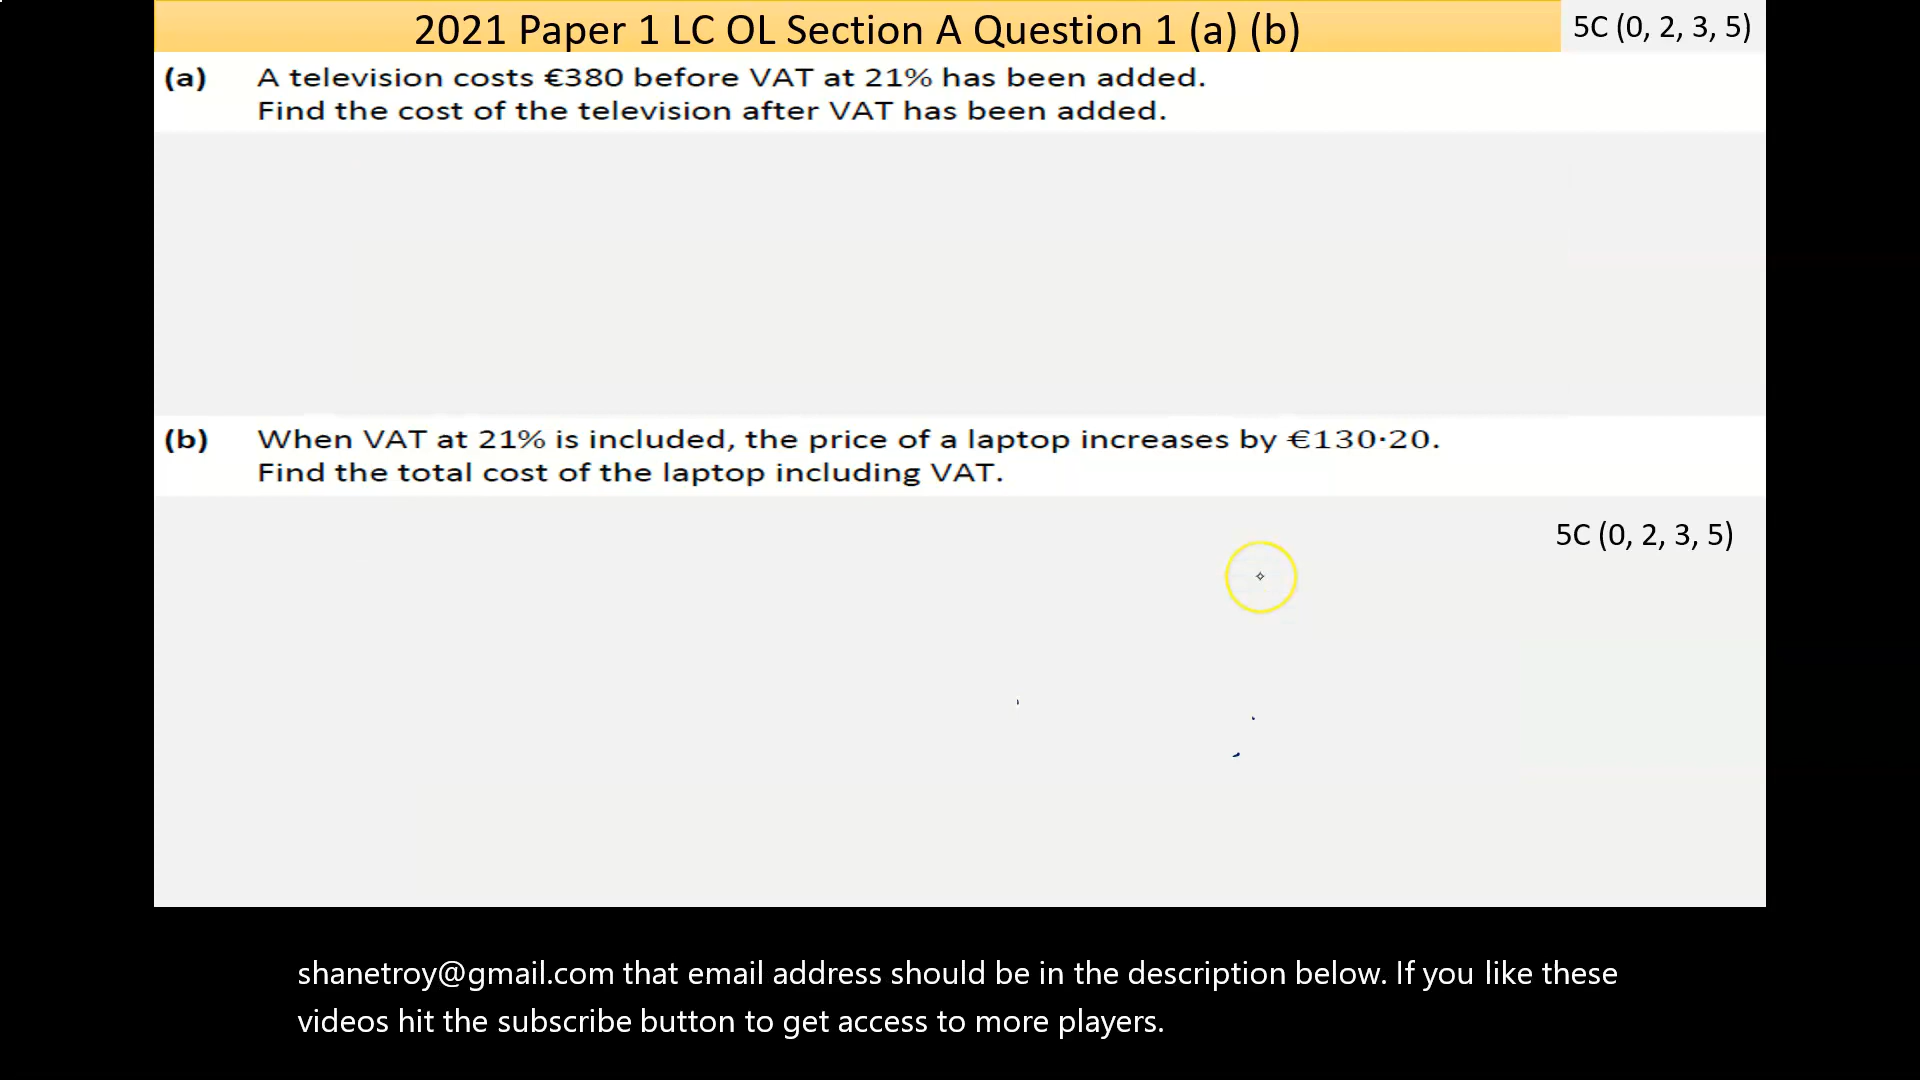 2021 Paper 1 LC OL Section A Question 1 (a) (b)
5C (0, 2, 3, 5)
(a) A television costs €380 before VAT at 21% has been added.
Find the cost of the television after VAT has been added.
(b) When VAT at 21% is included, the price of a laptop increases by €130·20.
Find the total cost of the laptop including VAT.
5C (0, 2, 3, 5)
shanetroy@gmail.com that email address should be in the description below. If you like these
videos hit the subscribe button to get access to more players.